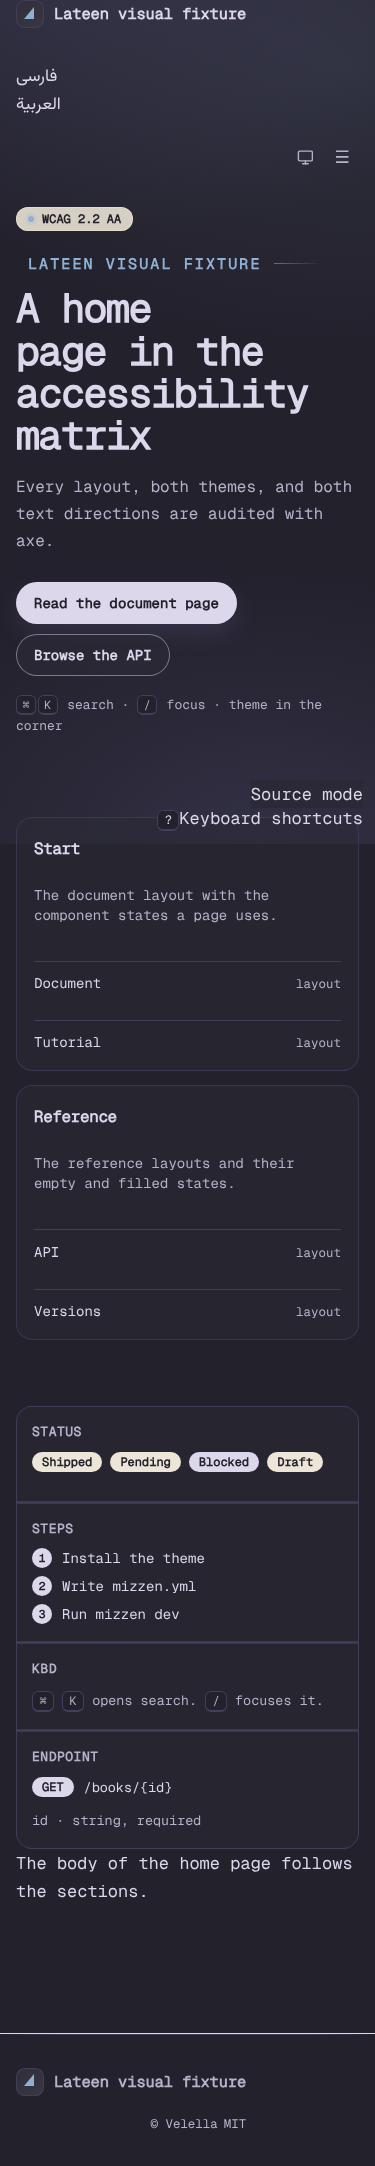 Lateen visual fixture
فارسی
العربية
WCAG 2.2 AA
LATEEN VISUAL FIXTURE
A home
page in the
accessibility
matrix
Every layout, both themes, and both
text directions are audited with
axe.
Read the document page
Browse the API
⌘ K search · / focus · theme in the
corner
Source mode
? Keyboard shortcuts
Start
The document layout with the
component states a page uses.
Document layout
Tutorial layout
Reference
The reference layouts and their
empty and filled states.
API layout
Versions layout
STATUS
Shipped Pending Blocked Draft
STEPS
1 Install the theme
2 Write mizzen.yml
3 Run mizzen dev
KBD
⌘ K opens search. / focuses it.
ENDPOINT
GET /books/{id}
id · string, required
The body of the home page follows
the sections.
Lateen visual fixture
© Velella MIT